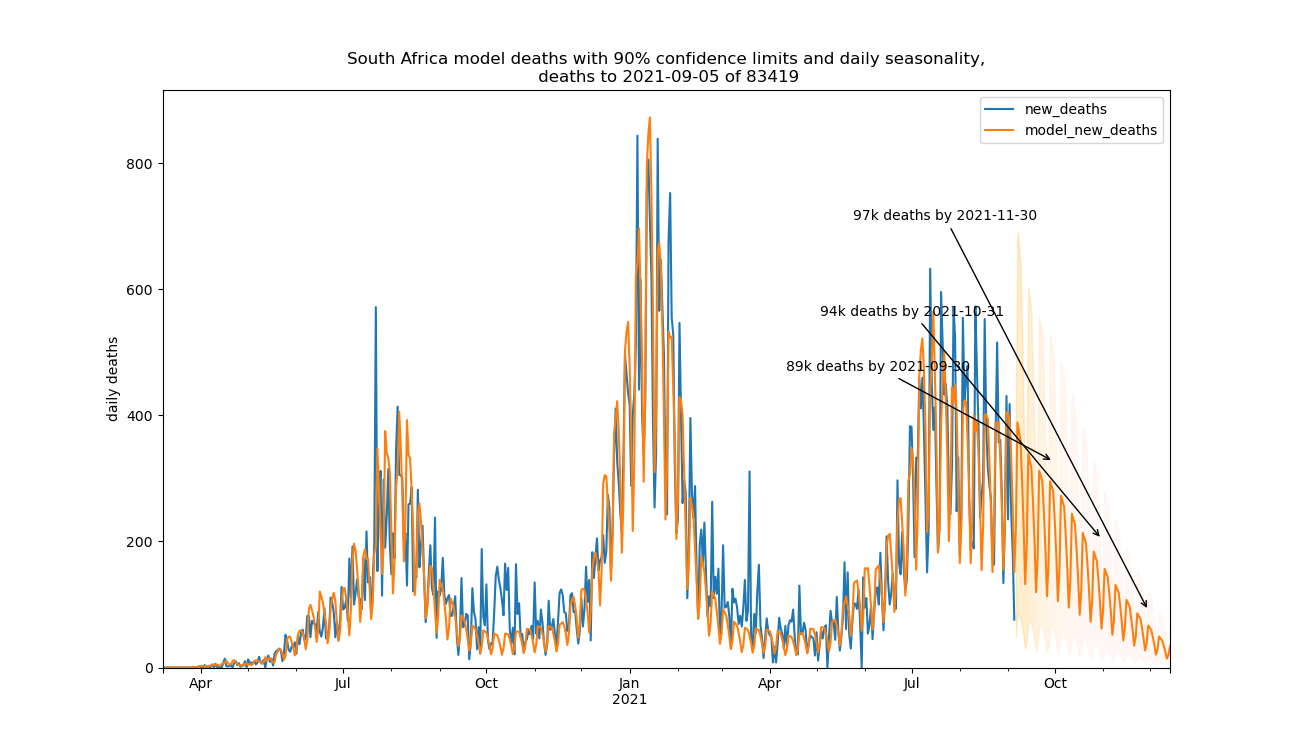 South Africa model deaths with 90% confidence limits and daily seasonality,
deaths to 2021-09-05 of 83419
new_deaths
model_new_deaths
800
600
400
200
0
daily deaths
97k deaths by 2021-11-30
94k deaths by 2021-10-31
89k deaths by 2021-09-30
Apr
Jul
Oct
Jan
2021
Apr
Jul
Oct